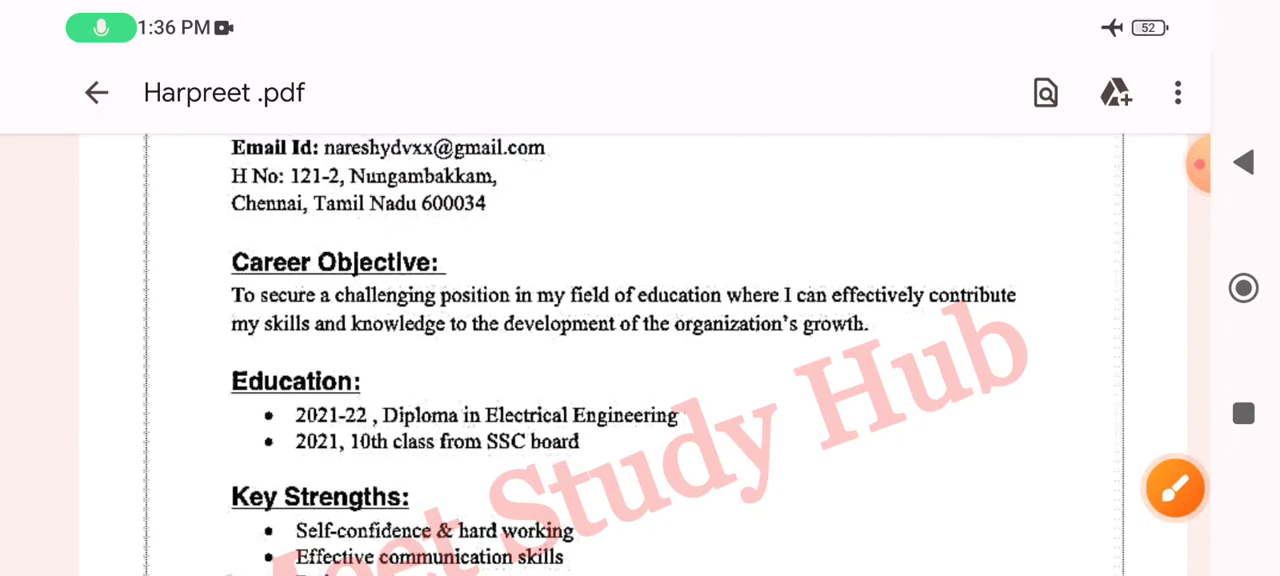 1:36 PM
52
Harpreet .pdf
Email Id: nareshydvxx@gmail.com
H No: 121-2, Nungambakkam,
Chennai, Tamil Nadu 600034
Career Objective:
To secure a challenging position in my field of education where I can effectively contribute
my skills and knowledge to the development of the organization's growth.
Education:
• 2021-22 , Diploma in Electrical Engineering
• 2021, 10th class from SSC board
Key Strengths:
• Self-confidence & hard working
• Effective communication skills
Meet Study Hub